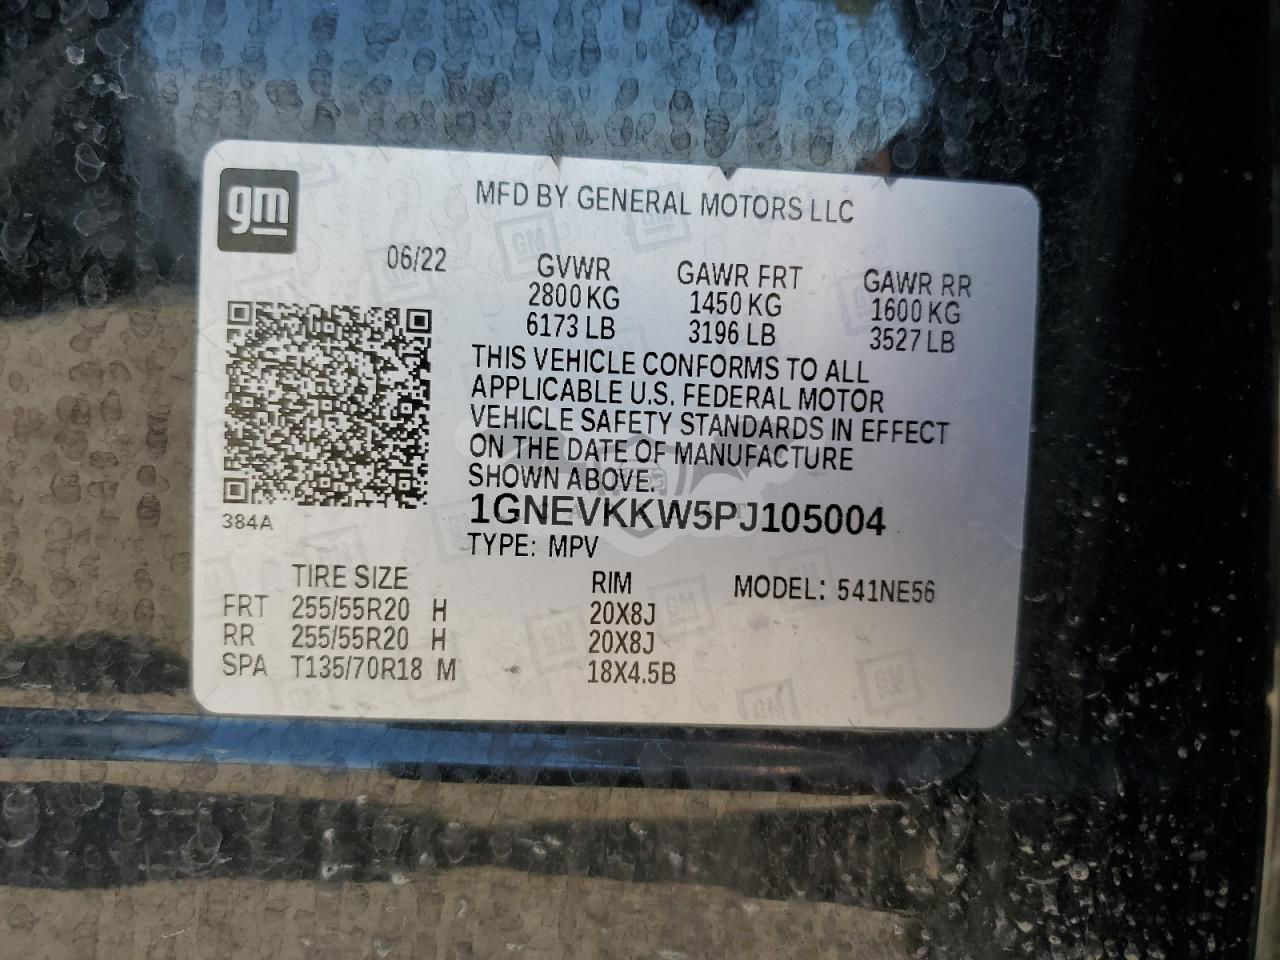 gm
MFD BY GENERAL MOTORS LLC
06/22
GVWR GAWR FRT GAWR RR
2800 KG 1450 KG 1600 KG
6173 LB 3196 LB 3527 LB
THIS VEHICLE CONFORMS TO ALL
APPLICABLE U.S. FEDERAL MOTOR
VEHICLE SAFETY STANDARDS IN EFFECT
ON THE DATE OF MANUFACTURE
SHOWN ABOVE.
1GNEVKKW5PJ105004
384A
TYPE: MPV
TIRE SIZE RIM MODEL: 541NE56
FRT 255/55R20 H 20X8J
RR 255/55R20 H 20X8J
SPA T135/70R18 M 18X4.5B